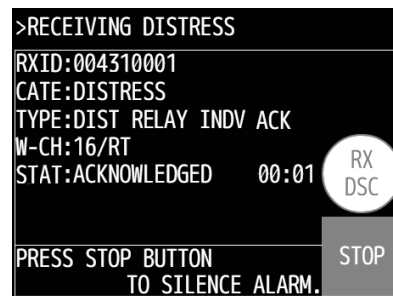 >RECEIVING DISTRESS
RXID:004310001
CATE:DISTRESS
TYPE:DIST RELAY INDV ACK
W-CH:16/RT
STAT:ACKNOWLEDGED 00:01
RX
DSC
PRESS STOP BUTTON
TO SILENCE ALARM.
STOP